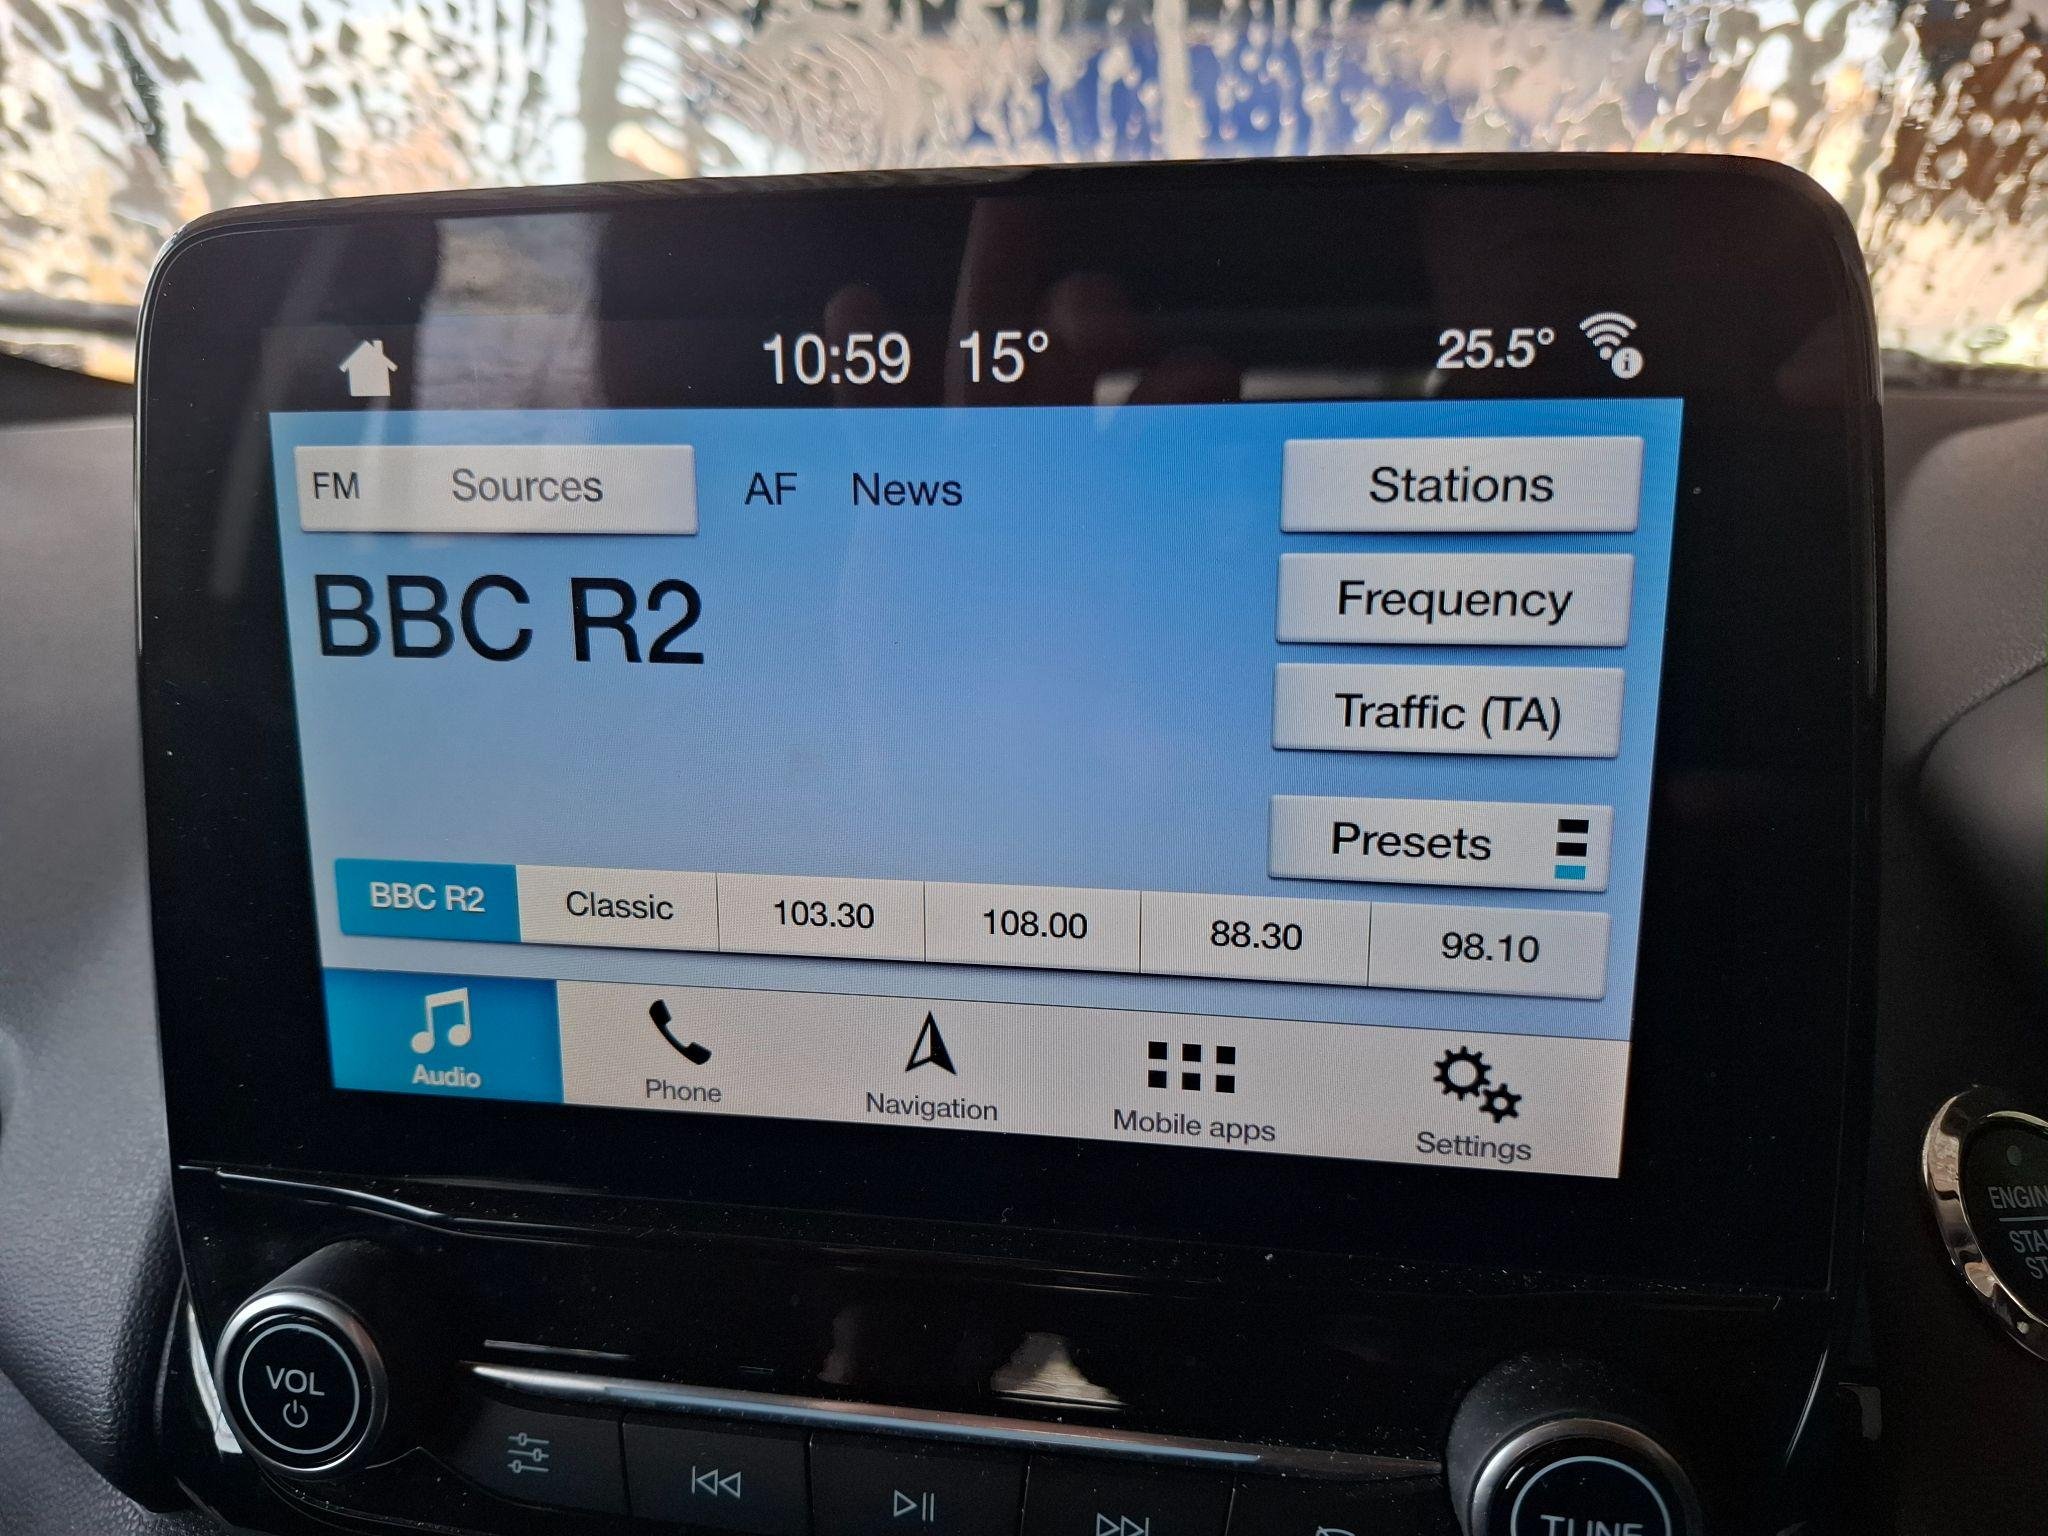 10:59 15° 25.5°
FM Sources AF News Stations
BBC R2 Frequency
Traffic (TA)
Presets
BBC R2 Classic 103.30 108.00 88.30 98.10
Audio Phone Navigation Mobile apps Settings
VOL
TUNE